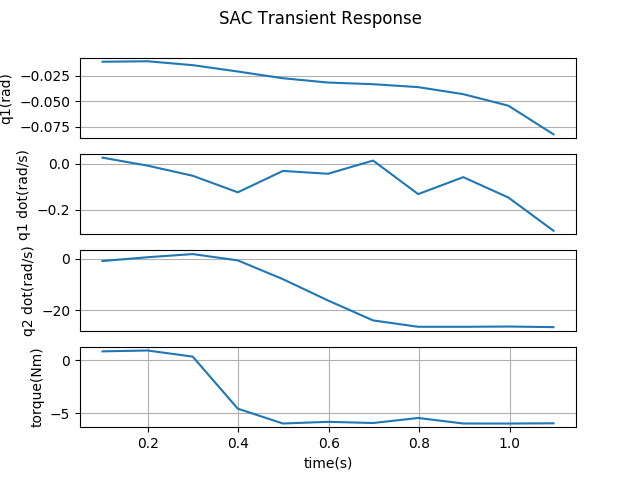 SAC Transient Response
q1(rad)
−0.025
−0.050
−0.075
q1 dot(rad/s)
0.0
−0.2
q2 dot(rad/s)
0
−20
torque(Nm)
0
−5
0.2 0.4 0.6 0.8 1.0
time(s)